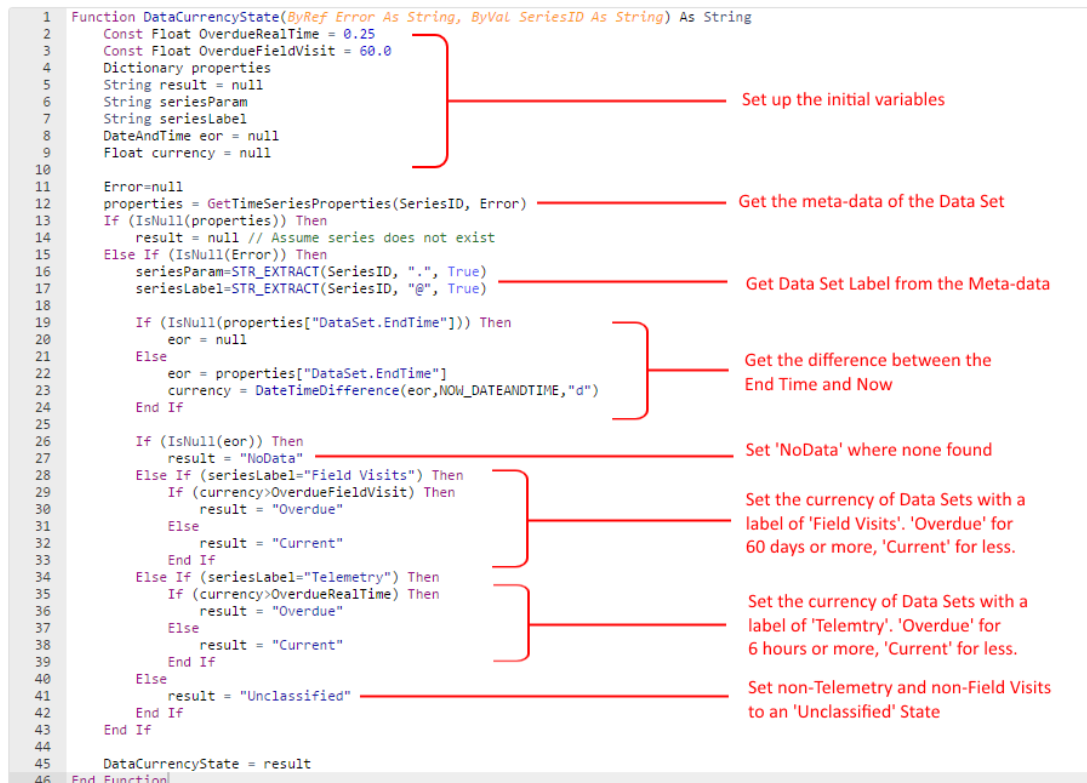 1 Function DataCurrencyState(ByRef Error As String, ByVal SeriesID As String) As String
2 Const Float OverdueRealTime = 0.25
3 Const Float OverdueFieldVisit = 60.0
4 Dictionary properties
5 String result = null
6 String seriesParam
7 String seriesLabel
8 DateAndTime eor = null
9 Float currency = null
10
11 Error=null
12 properties = GetTimeSeriesProperties(SeriesID, Error)
13 If (IsNull(properties)) Then
14 result = null // Assume series does not exist
15 Else If (IsNull(Error)) Then
16 seriesParam=STR_EXTRACT(SeriesID, ".", True)
17 seriesLabel=STR_EXTRACT(SeriesID, "@", True)
18
19 If (IsNull(properties["DataSet.EndTime"])) Then
20 eor = null
21 Else
22 eor = properties["DataSet.EndTime"]
23 currency = DateTimeDifference(eor,NOW_DATEANDTIME,"d")
24 End If
25
26 If (IsNull(eor)) Then
27 result = "NoData"
28 Else If (seriesLabel="Field Visits") Then
29 If (currency>OverdueFieldVisit) Then
30 result = "Overdue"
31 Else
32 result = "Current"
33 End If
34 Else If (seriesLabel="Telemetry") Then
35 If (currency>OverdueRealTime) Then
36 result = "Overdue"
37 Else
38 result = "Current"
39 End If
40 Else
41 result = "Unclassified"
42 End If
43 End If
44
45 DataCurrencyState = result
46 End Function
Set up the initial variables
Get the meta-data of the Data Set
Get Data Set Label from the Meta-data
Get the difference between the
End Time and Now
Set 'NoData' where none found
Set the currency of Data Sets with a
label of 'Field Visits'. 'Overdue' for
60 days or more, 'Current' for less.
Set the currency of Data Sets with a
label of 'Telemtry'. 'Overdue' for
6 hours or more, 'Current' for less.
Set non-Telemetry and non-Field Visits
to an 'Unclassified' State